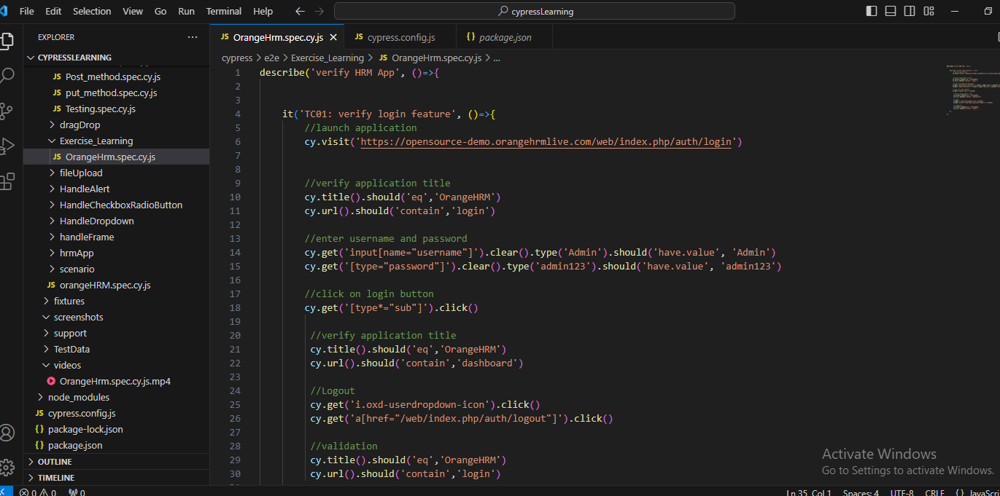 File Edit Selection View Go Run Terminal Help
cypressLearning
EXPLORER
CYPRESSLEARNING
Post_method.spec.cy.js
put_method.spec.cy.js
Testing.spec.cy.js
dragDrop
Exercise_Learning
OrangeHrm.spec.cy.js
fileUpload
HandleAlert
HandleCheckboxRadioButton
HandleDropdown
handleFrame
hrmApp
scenario
orangeHRM.spec.cy.js
fixtures
screenshots
support
TestData
videos
OrangeHrm.spec.cy.js.mp4
node_modules
cypress.config.js
package-lock.json
package.json
OUTLINE
TIMELINE
OrangeHrm.spec.cy.js cypress.config.js package.json
cypress > e2e > Exercise_Learning > JS OrangeHrm.spec.cy.js > ...
1 describe('verify HRM App', ()=>{
2
3
4 it('TC01: verify login feature', ()=>{
5 //launch application
6 cy.visit('https://opensource-demo.orangehrmlive.com/web/index.php/auth/login')
7
8
9 //verify application title
10 cy.title().should('eq','OrangeHRM')
11 cy.url().should('contain','login')
12
13 //enter username and password
14 cy.get('input[name="username"]').clear().type('Admin').should('have.value', 'Admin')
15 cy.get('[type="password"]').clear().type('admin123').should('have.value', 'admin123')
16
17 //click on login button
18 cy.get('[type*="sub"]').click()
19
20 //verify application title
21 cy.title().should('eq','OrangeHRM')
22 cy.url().should('contain','dashboard')
23
24 //Logout
25 cy.get('i.oxd-userdropdown-icon').click()
26 cy.get('a[href="/web/index.php/auth/logout"]').click()
27
28 //validation
29 cy.title().should('eq','OrangeHRM')
30 cy.url().should('contain','login')
Activate Windows
Go to Settings to activate Windows.
0 0 0 Ln 35, Col 1 Spaces: 4 UTF-8 CRLF {} JavaScri